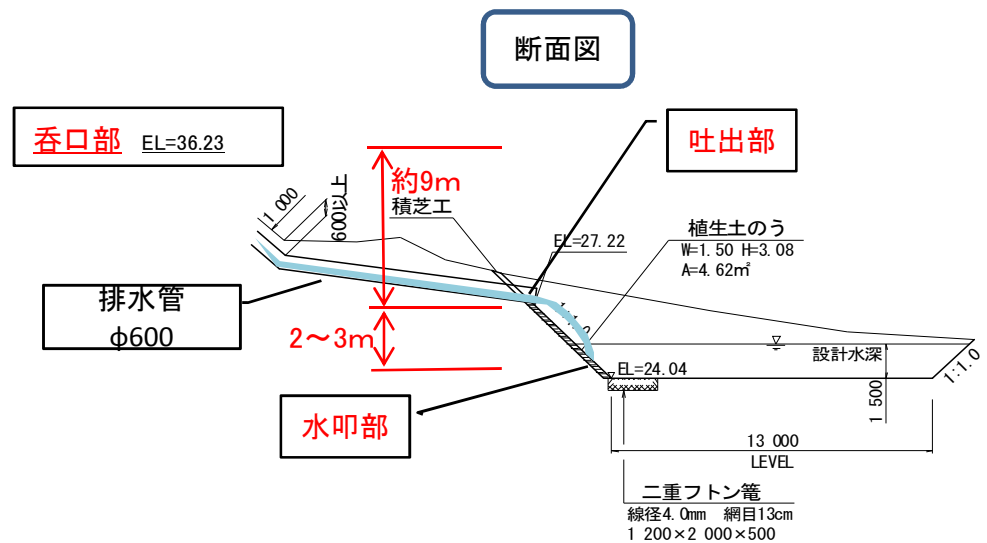 断面図
呑口部 EL=36.23
吐出部
約9m
積芝工
1 000
600以上
EL=27.22
植生土のう
W=1.50 H=3.08
A=4.62㎡
排水管
φ600
2～3m
設計水深
EL=24.04
1:1.0
1 500
水叩部
13 000
LEVEL
二重フトン篭
線径4.0mm 網目13cm
1 200×2 000×500